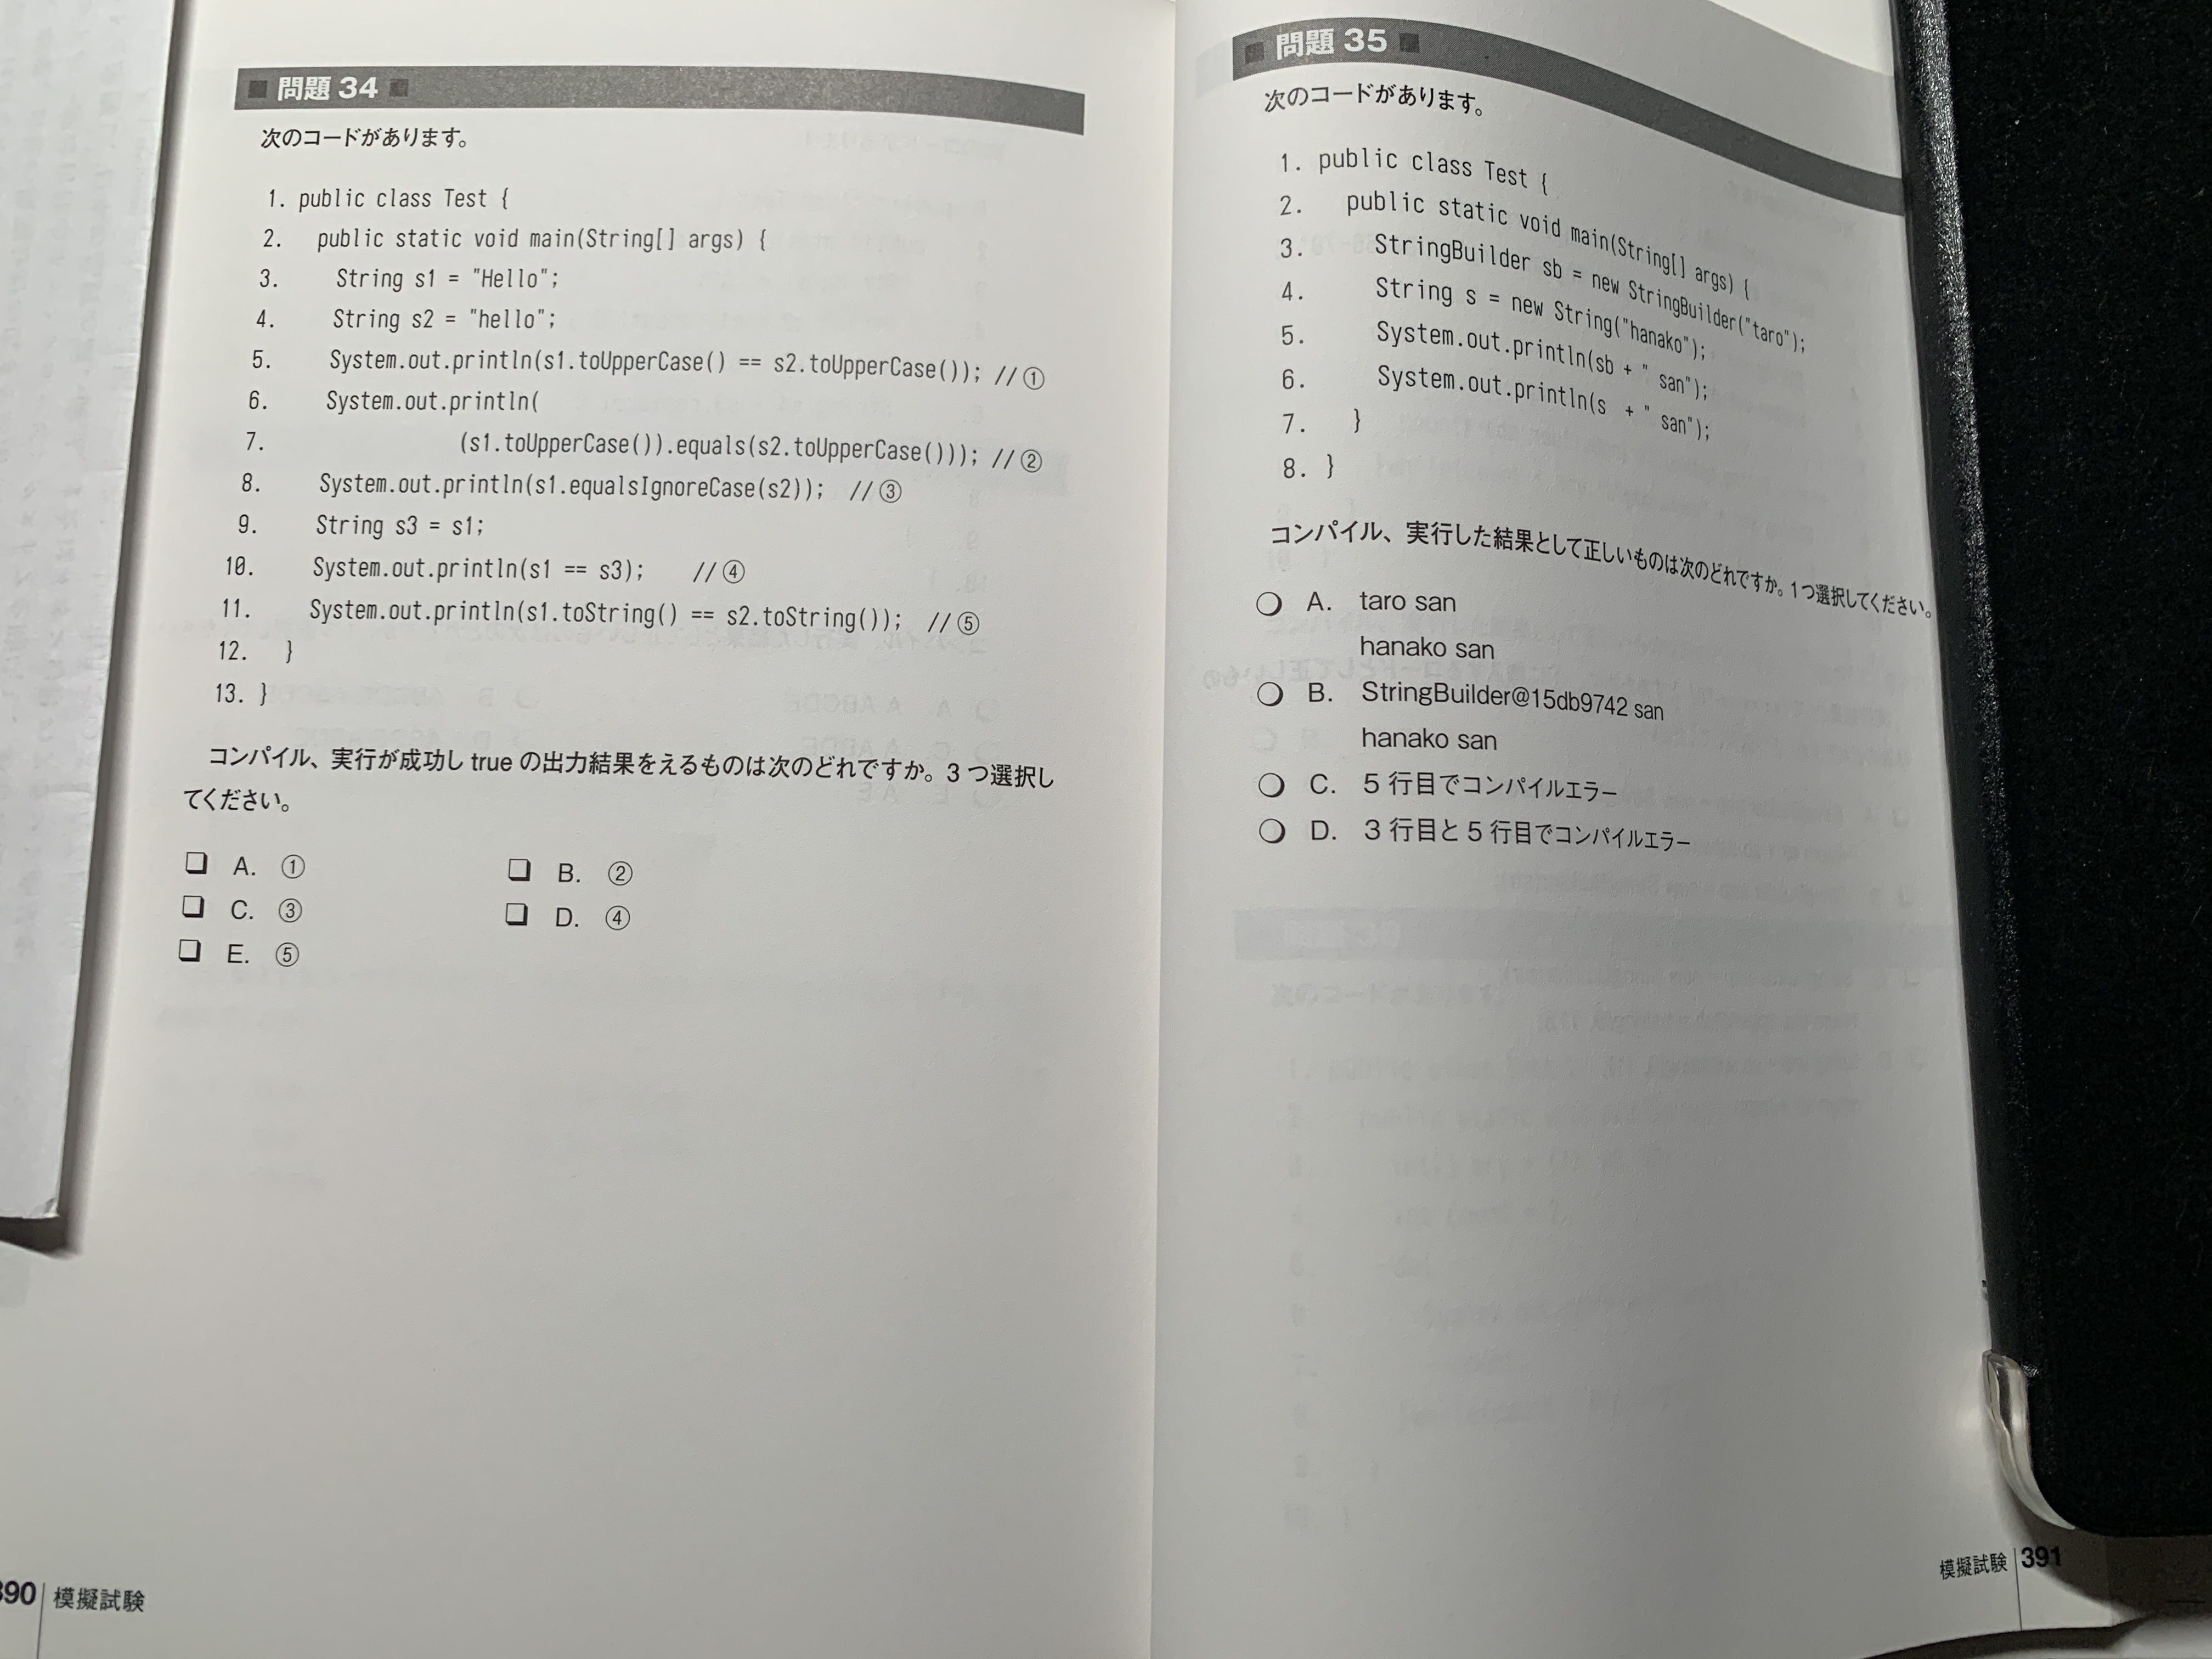 ■ 問題 34 ■
次のコードがあります。
1. public class Test {
2. public static void main(String[] args) {
3. String s1 = "Hello";
4. String s2 = "hello";
5. System.out.println(s1.toUpperCase() == s2.toUpperCase()); //①
6. System.out.println(
7. (s1.toUpperCase()).equals(s2.toUpperCase())); //②
8. System.out.println(s1.equalsIgnoreCase(s2)); //③
9. String s3 = s1;
10. System.out.println(s1 == s3); //④
11. System.out.println(s1.toString() == s2.toString()); //⑤
12. }
13. }
コンパイル、実行が成功し true の出力結果をえるものは次のどれですか。3 つ選択し
てください。
❏ A. ① ❏ B. ②
❏ C. ③ ❏ D. ④
❏ E. ⑤
390 模擬試験
■ 問題 35 ■
次のコードがあります。
1. public class Test {
2. public static void main(String[] args) {
3. StringBuilder sb = new StringBuilder("taro");
4. String s = new String("hanako");
5. System.out.println(sb + " san");
6. System.out.println(s + " san");
7. }
8. }
コンパイル、実行した結果として正しいものは次のどれですか。1 つ選択してください。
❍ A. taro san
hanako san
❍ B. StringBuilder@15db9742 san
hanako san
❍ C. 5 行目でコンパイルエラー
❍ D. 3 行目と 5 行目でコンパイルエラー
模擬試験 391